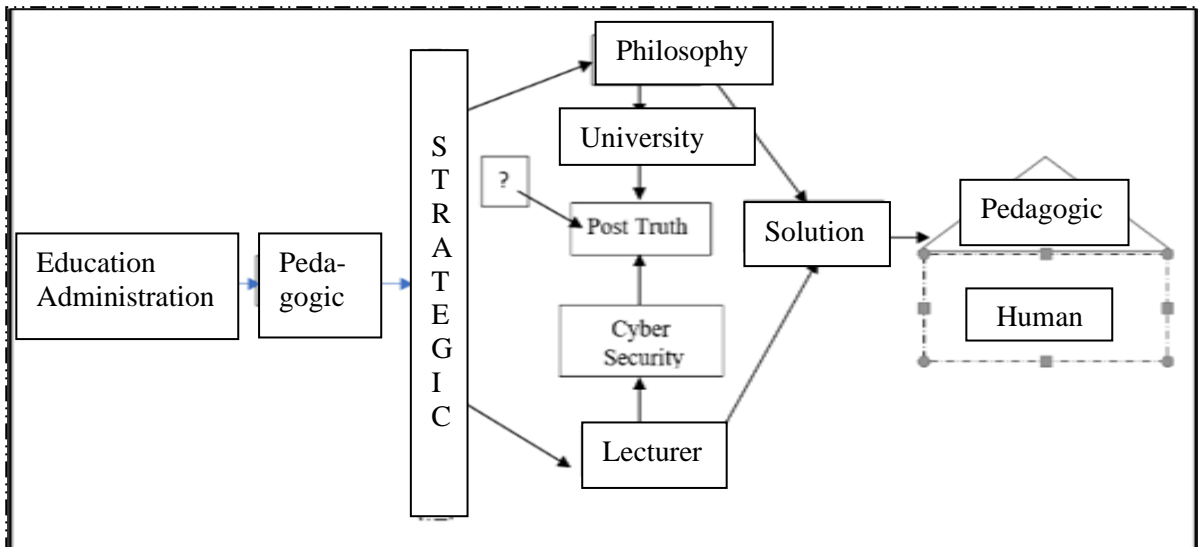 Education
Administration
Peda-
gogic
S
T
R
A
T
E
G
I
C
Philosophy
University
?
Post Truth
Cyber
Security
Lecturer
Solution
Pedagogic
Human